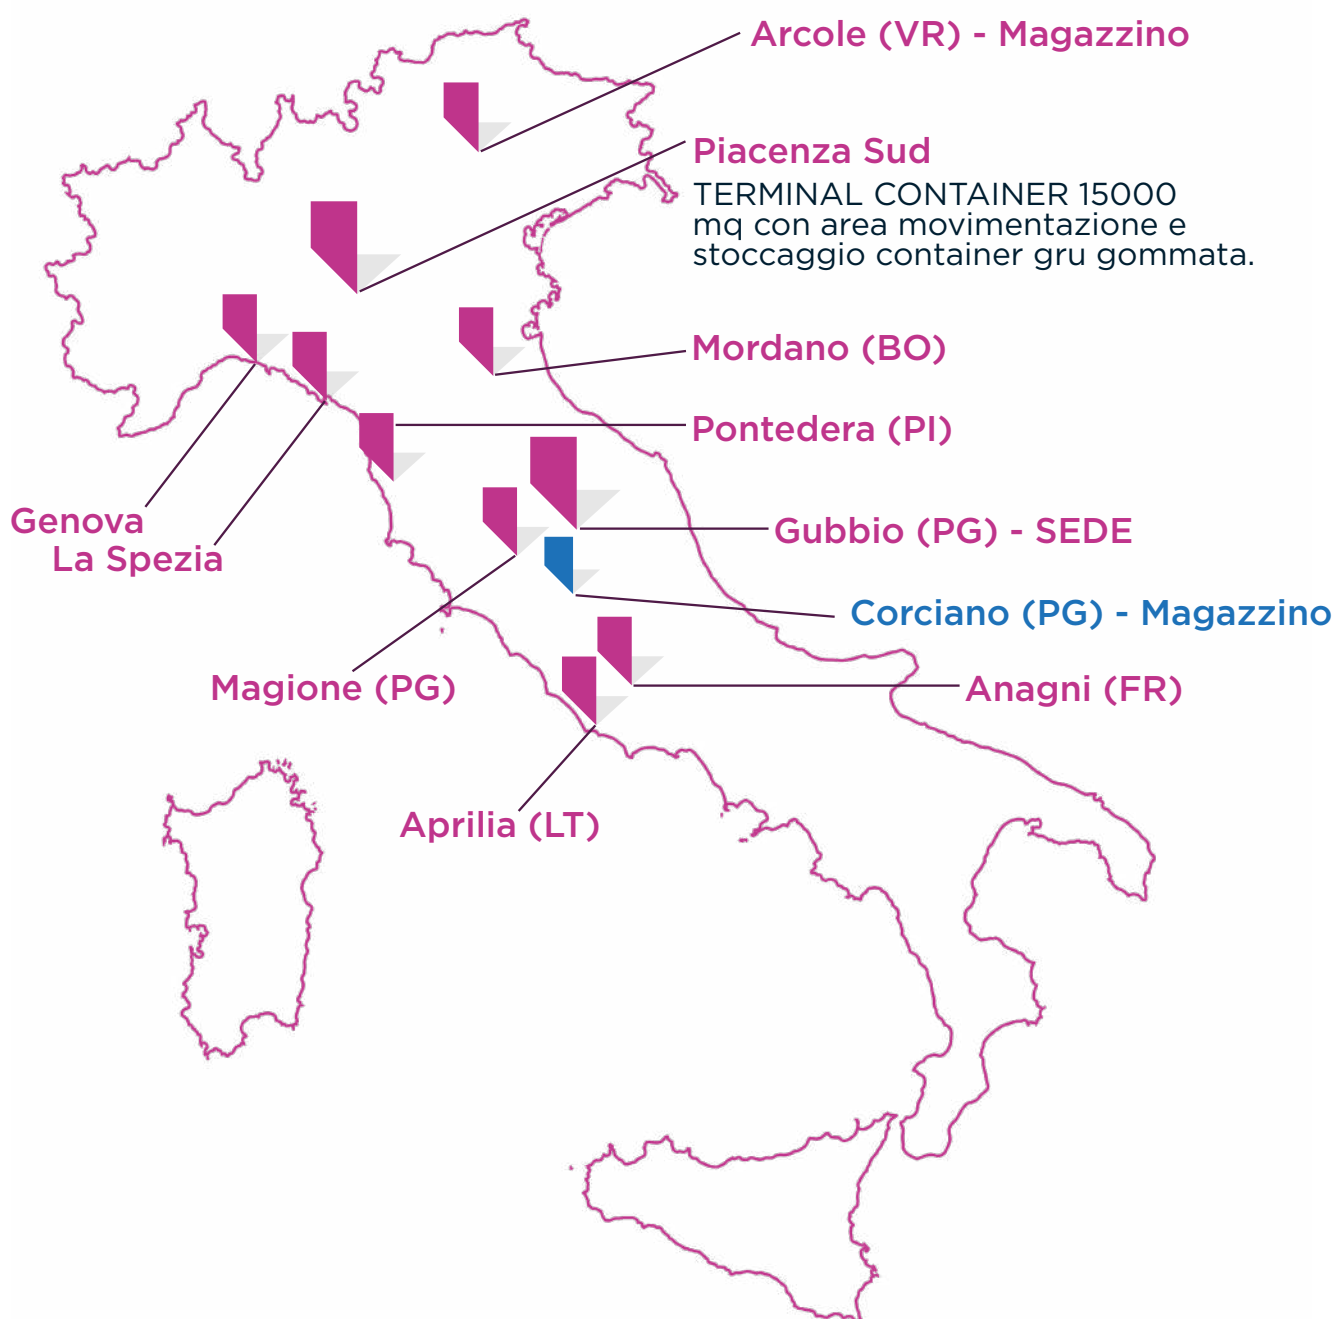 Arcole (VR) - Magazzino
Piacenza Sud
TERMINAL CONTAINER 15000
mq con area movimentazione e
stoccaggio container gru gommata.
Mordano (BO)
Pontedera (PI)
Genova
La Spezia
Gubbio (PG) - SEDE
Corciano (PG) - Magazzino
Magione (PG)
Anagni (FR)
Aprilia (LT)